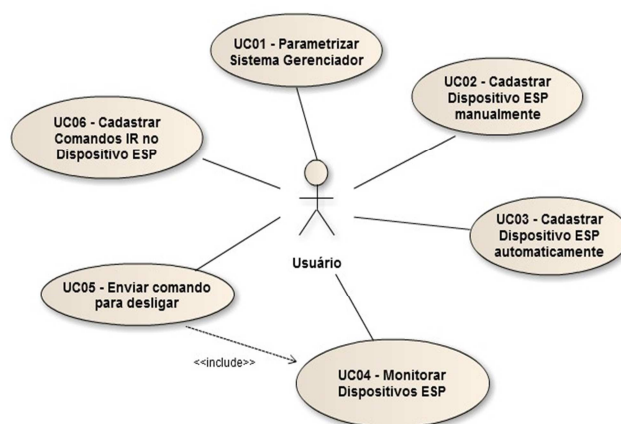 UC01 - Parametrizar
Sistema Gerenciador
UC02 - Cadastrar
Dispositivo ESP
manualmente
UC06 - Cadastrar
Comandos IR no
Dispositivo ESP
UC03 - Cadastrar
Dispositivo ESP
automaticamente
Usuário
UC05 - Enviar comando
para desligar
<<include>>
UC04 - Monitorar
Dispositivos ESP